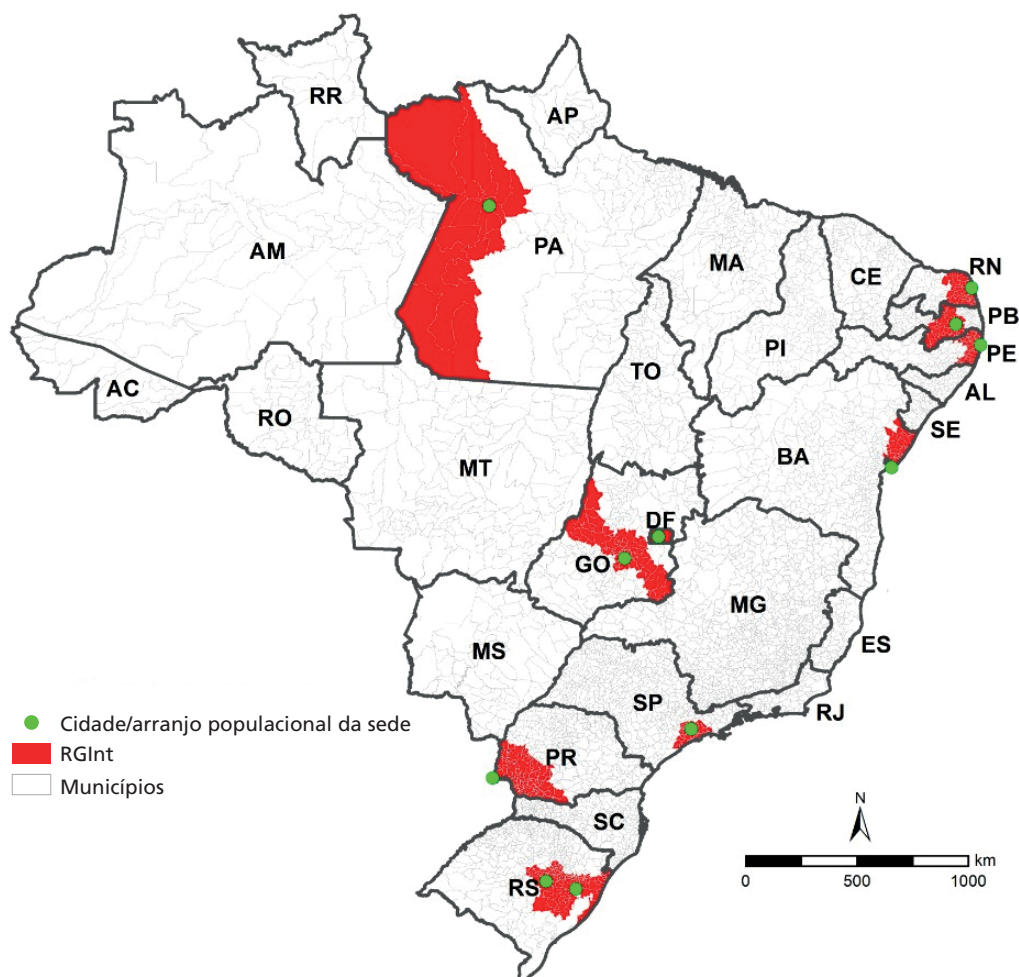 RR
AP
AM
PA
MA
CE
RN
PB
PE
AL
SE
PI
TO
AC
RO
MT
BA
DF
GO
MG
ES
MS
SP
RJ
PR
SC
RS
Cidade/arranjo populacional da sede
RGInt
Municípios
N
km
0 500 1000